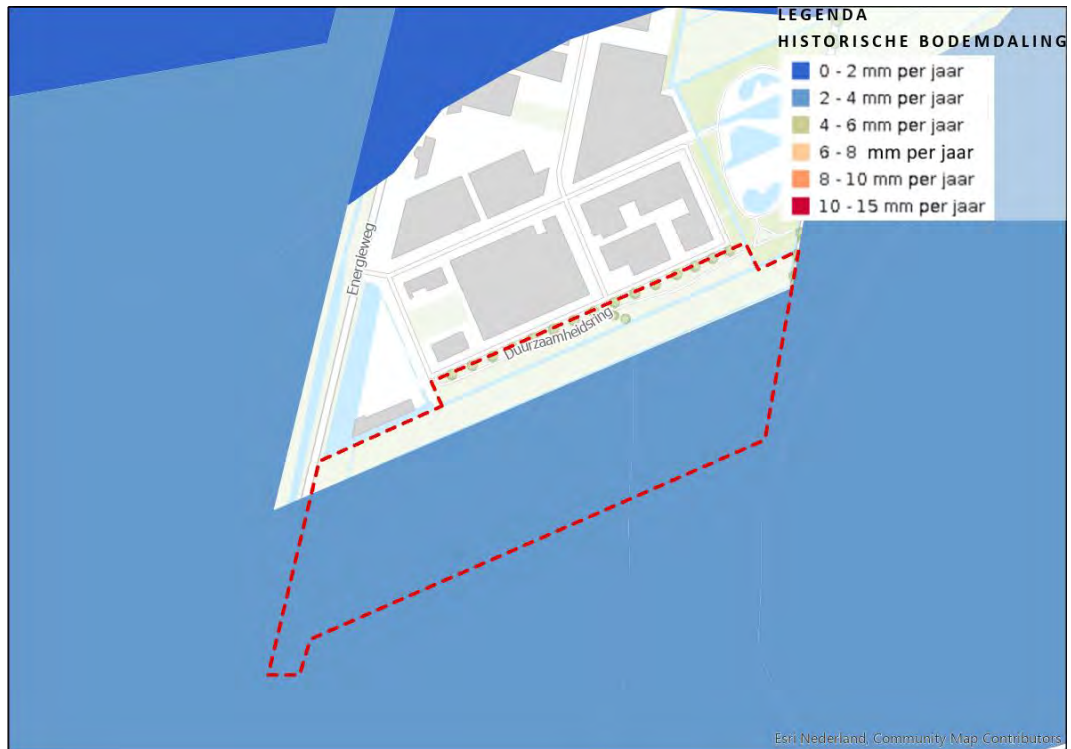 LEGENDA
HISTORISCHE BODEMDALING
0 - 2 mm per jaar
2 - 4 mm per jaar
4 - 6 mm per jaar
6 - 8 mm per jaar
8 - 10 mm per jaar
10 - 15 mm per jaar
Energieweg
Duurzaamheidsring
Esri Nederland, Community Map Contributors